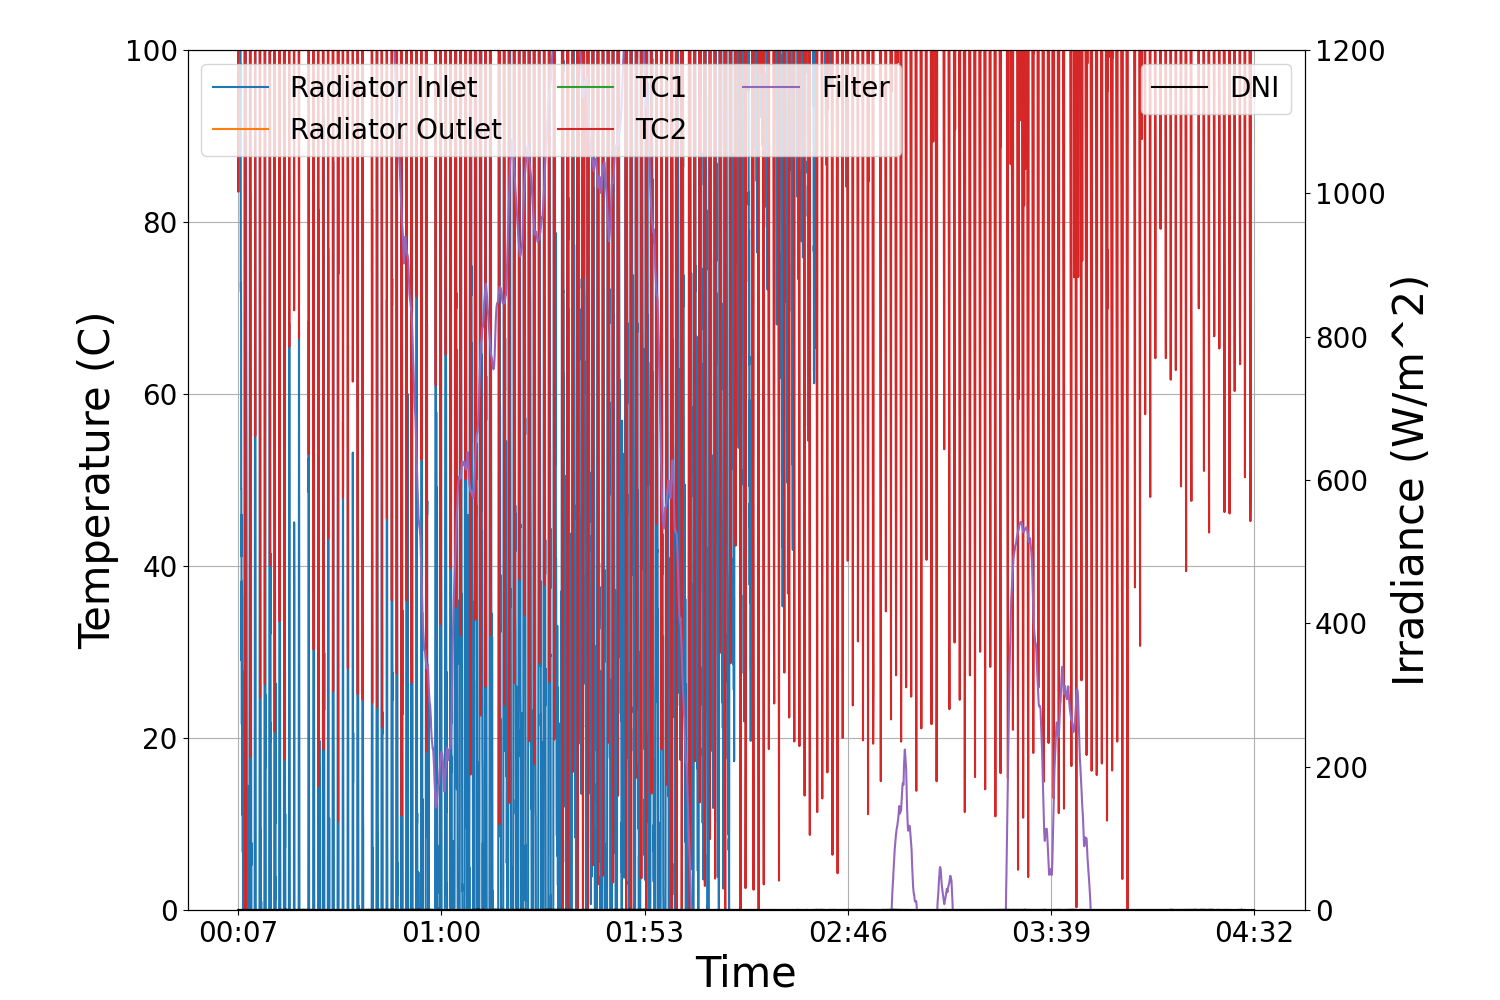 Radiator Inlet
Radiator Outlet
TC1
TC2
Filter
DNI
100
80
60
40
20
0
Temperature (C)
1200
1000
800
600
400
200
0
Irradiance (W/m^2)
00:07 01:00 01:53 02:46 03:39 04:32
Time